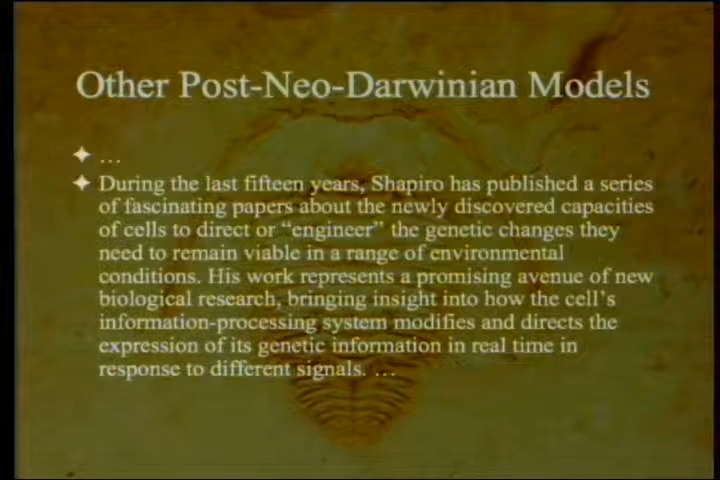 Other Post-Neo-Darwinian Models
…
During the last fifteen years, Shapiro has published a series
of fascinating papers about the newly discovered capacities
of cells to direct or “engineer” the genetic changes they
need to remain viable in a range of environmental
conditions. His work represents a promising avenue of new
biological research, bringing insight into how the cell’s
information-processing system modifies and directs the
expression of its genetic information in real time in
response to different signals. …